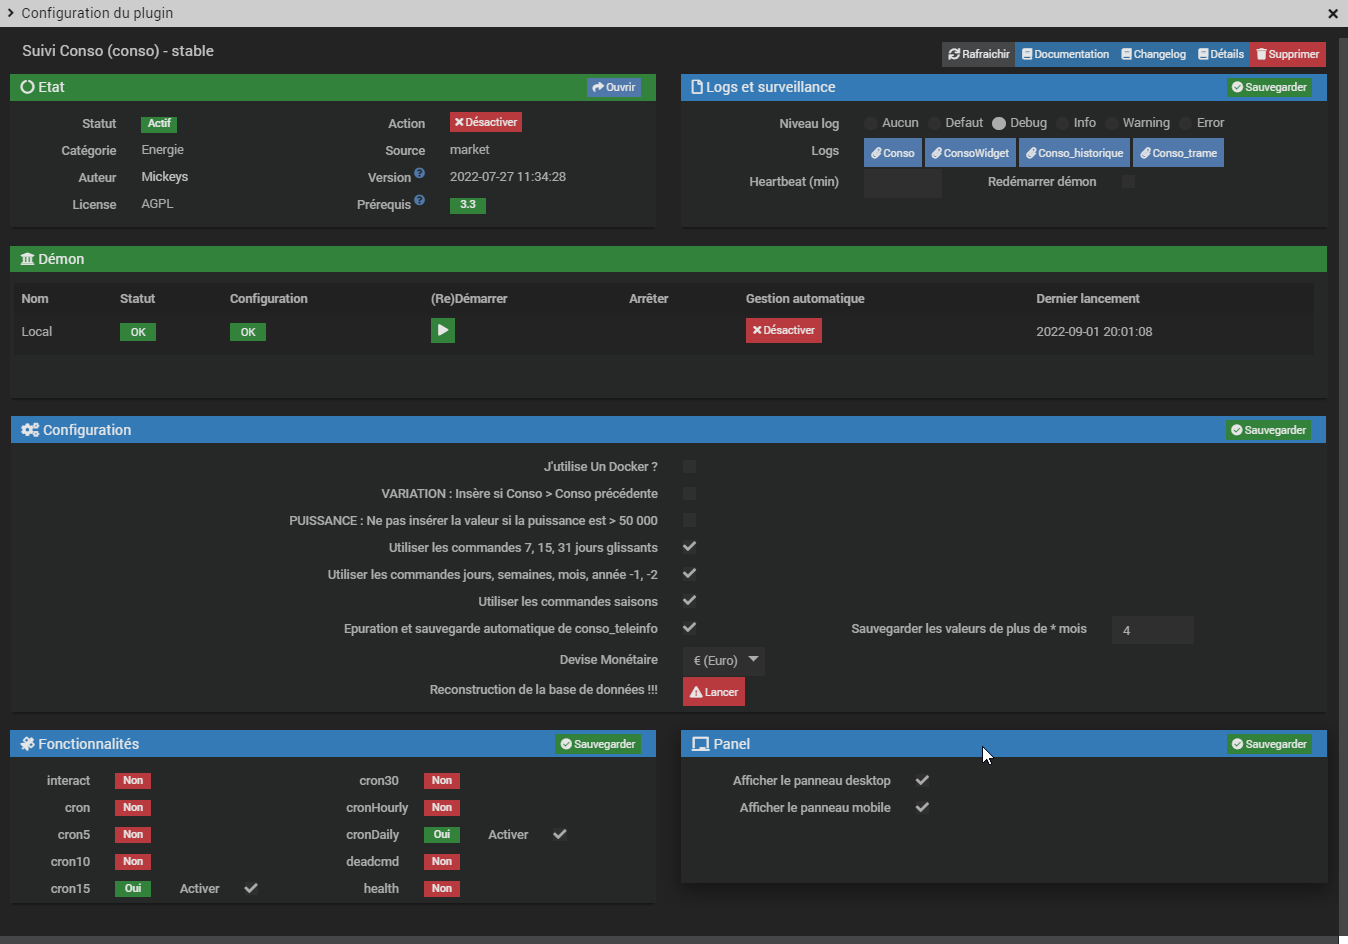 Configuration du plugin
Suivi Conso (conso) - stable
Rafraichir Documentation Changelog Détails Supprimer
Etat Ouvrir
Statut Actif Action Désactiver
Catégorie Energie Source market
Auteur Mickeys Version 2022-07-27 11:34:28
License AGPL Prérequis 3.3
Logs et surveillance Sauvegarder
Niveau log Aucun Defaut Debug Info Warning Error
Logs Conso ConsoWidget Conso_historique Conso_trame
Heartbeat (min) Redémarrer démon
Démon
Nom Statut Configuration (Re)Démarrer Arrêter Gestion automatique Dernier lancement
Local OK OK Désactiver 2022-09-01 20:01:08
Configuration Sauvegarder
J'utilise Un Docker ?
VARIATION : Insère si Conso > Conso précédente
PUISSANCE : Ne pas insérer la valeur si la puissance est > 50 000
Utiliser les commandes 7, 15, 31 jours glissants
Utiliser les commandes jours, semaines, mois, année -1, -2
Utiliser les commandes saisons
Epuration et sauvegarde automatique de conso_teleinfo Sauvegarder les valeurs de plus de * mois 4
Devise Monétaire € (Euro)
Reconstruction de la base de données !!! Lancer
Fonctionnalités Sauvegarder
interact Non cron30 Non
cron Non cronHourly Non
cron5 Non cronDaily Oui Activer
cron10 Non deadcmd Non
cron15 Oui Activer health Non
Panel Sauvegarder
Afficher le panneau desktop
Afficher le panneau mobile